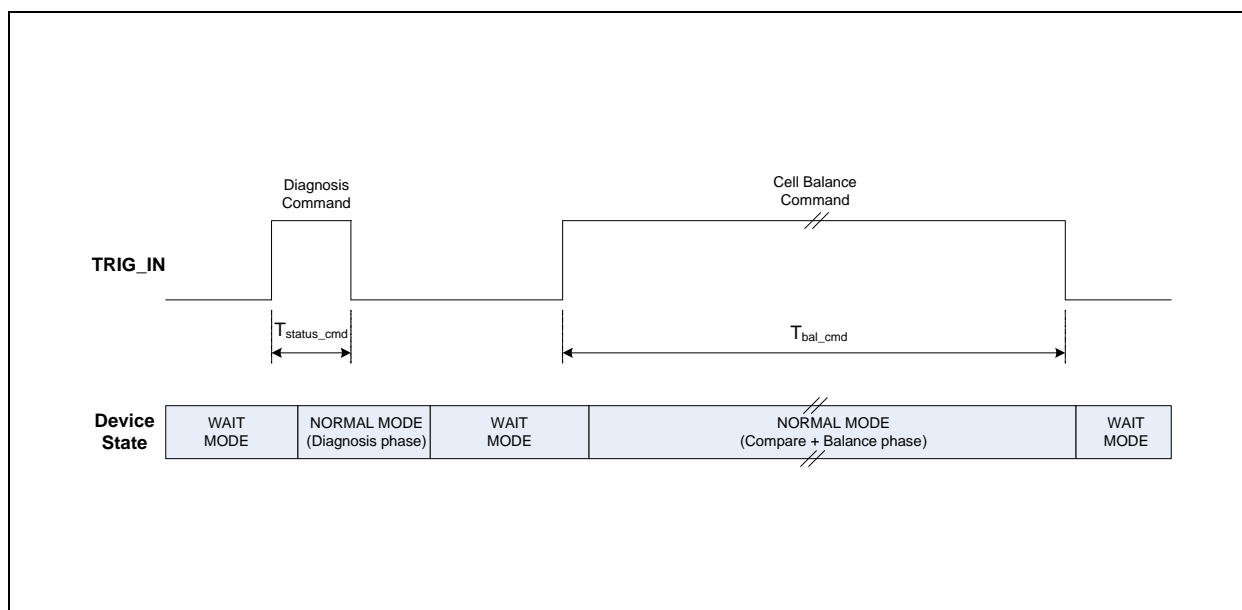 Diagnosis
Command
Cell Balance
Command
TRIG_IN
Tstatus_cmd
Tbal_cmd
Device
State
WAIT
MODE
NORMAL MODE
(Diagnosis phase)
WAIT
MODE
NORMAL MODE
(Compare + Balance phase)
WAIT
MODE